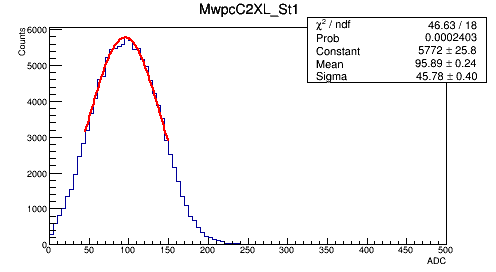 MwpcC2XL_St1
χ² / ndf 46.63 / 18
Prob 0.0002403
Constant 5772 ± 25.8
Mean 95.89 ± 0.24
Sigma 45.78 ± 0.40
Counts
6000
5000
4000
3000
2000
1000
0
0 50 100 150 200 250 300 350 400 450 500
ADC